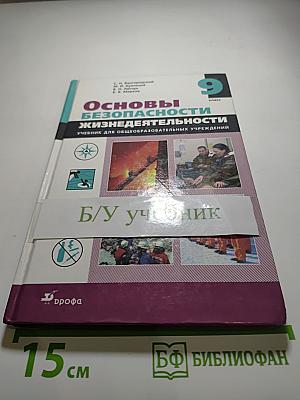 С. Н. Вангородский
М. И. Кузнецов
В. Н. Латчук
В. В. Марков
9
класс
Основы
БЕЗОПАСНОСТИ
ЖИЗНЕДЕЯТЕЛЬНОСТИ
УЧЕБНИК ДЛЯ ОБЩЕОБРАЗОВАТЕЛЬНЫХ УЧРЕЖДЕНИЙ
Б/У учебник
дрофа
15 см
БФ БИБЛИОФАН